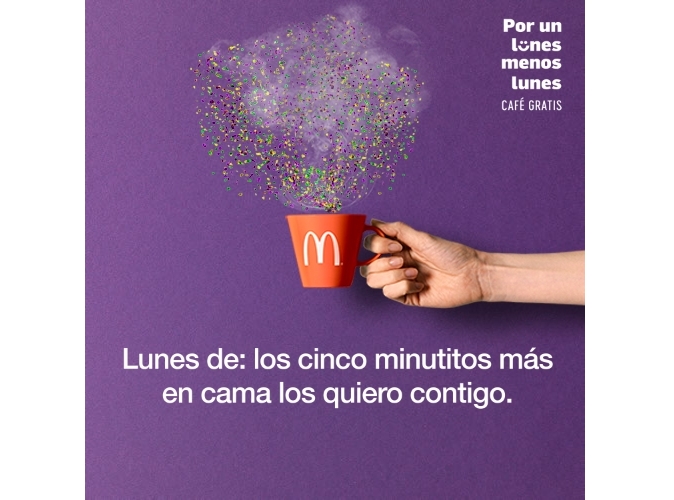 Por un
lunes
menos
lunes
CAFÉ GRATIS
M
Lunes de: los cinco minutitos más
en cama los quiero contigo.